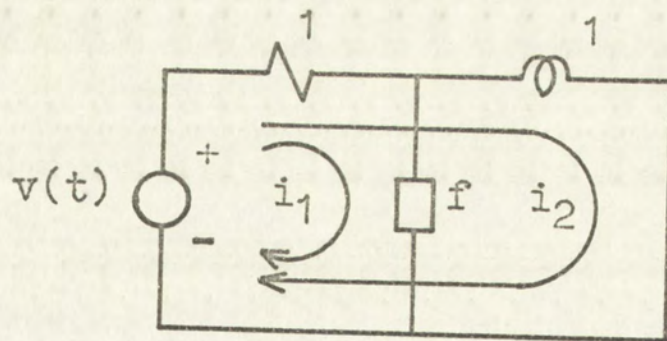 1 1
+
v(t) i₁ f i₂
-